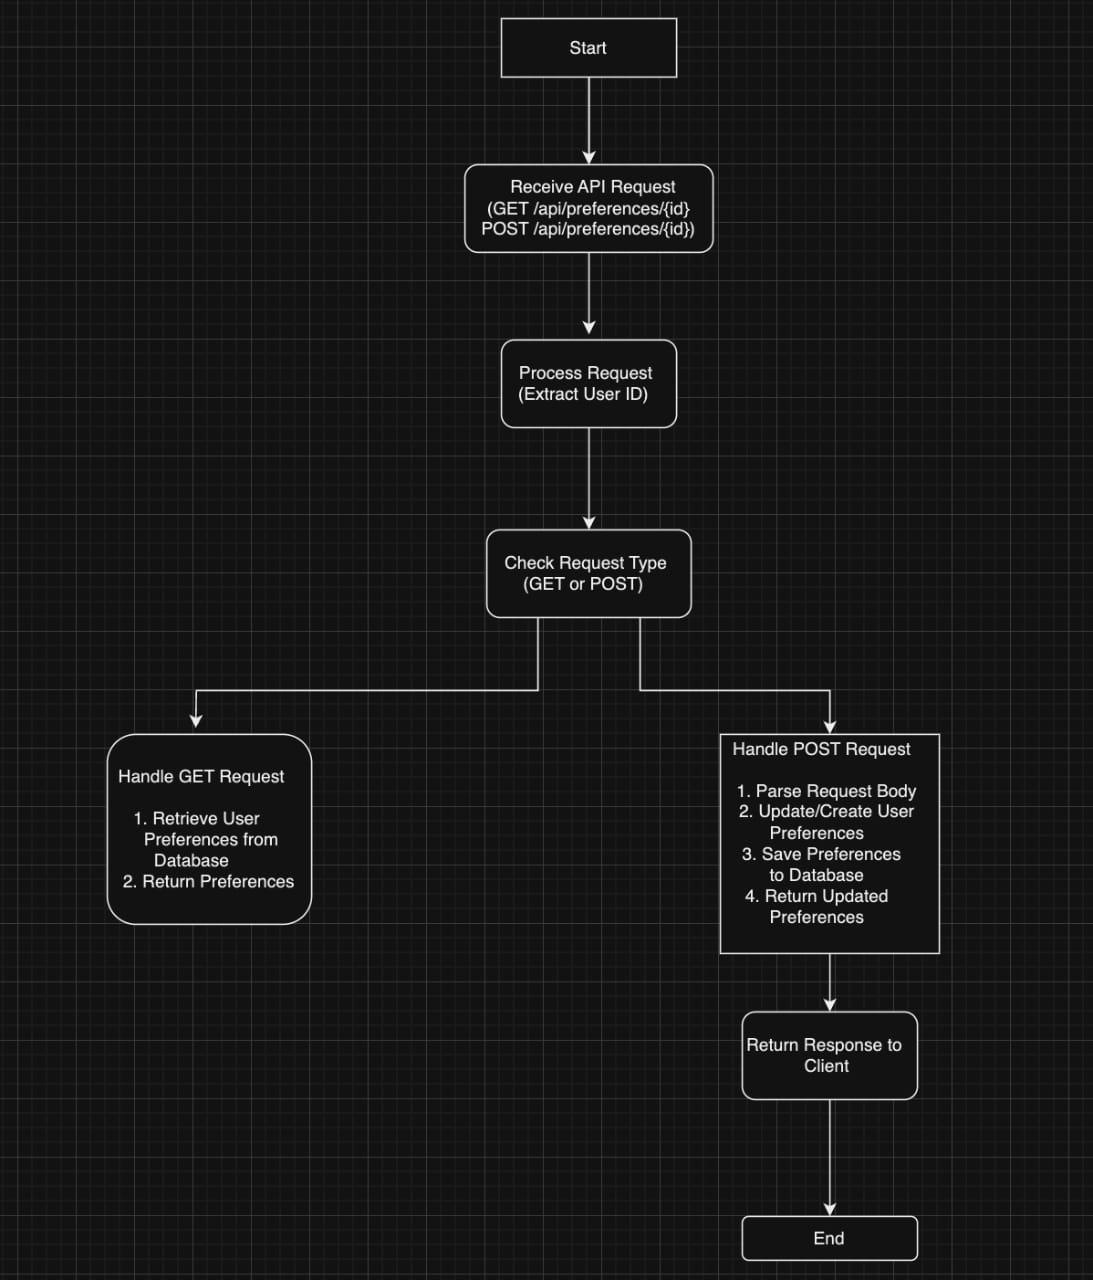 Start
Receive API Request
(GET /api/preferences/{id}
POST /api/preferences/{id})
Process Request
(Extract User ID)
Check Request Type
(GET or POST)
Handle GET Request
1. Retrieve User
Preferences from
Database
2. Return Preferences
Handle POST Request
1. Parse Request Body
2. Update/Create User
Preferences
3. Save Preferences
to Database
4. Return Updated
Preferences
Return Response to
Client
End